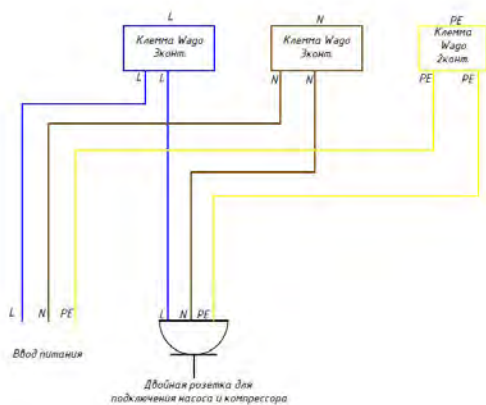 L
N
PE
Клемма Wago
3конт.
Клемма Wago
3конт.
Клемма
Wago
2конт.
L L
N N
PE PE
L N PE
L N PE
Ввод питания
Двойная розетка для
подключения насоса и компрессора